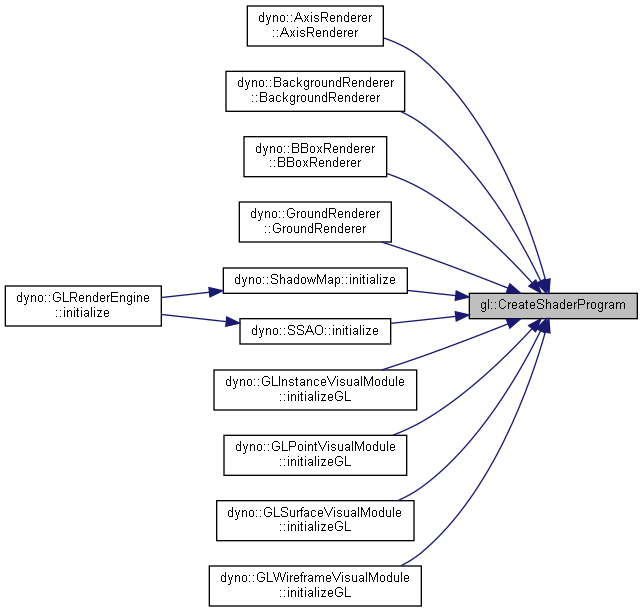 dyno::AxisRenderer
::AxisRenderer
dyno::BackgroundRenderer
::BackgroundRenderer
dyno::BBoxRenderer
::BBoxRenderer
dyno::GroundRenderer
::GroundRenderer
dyno::ShadowMap::initialize
dyno::GLRenderEngine
::initialize
gl::CreateShaderProgram
dyno::SSAO::initialize
dyno::GLInstanceVisualModule
::initializeGL
dyno::GLPointVisualModule
::initializeGL
dyno::GLSurfaceVisualModule
::initializeGL
dyno::GLWireframeVisualModule
::initializeGL